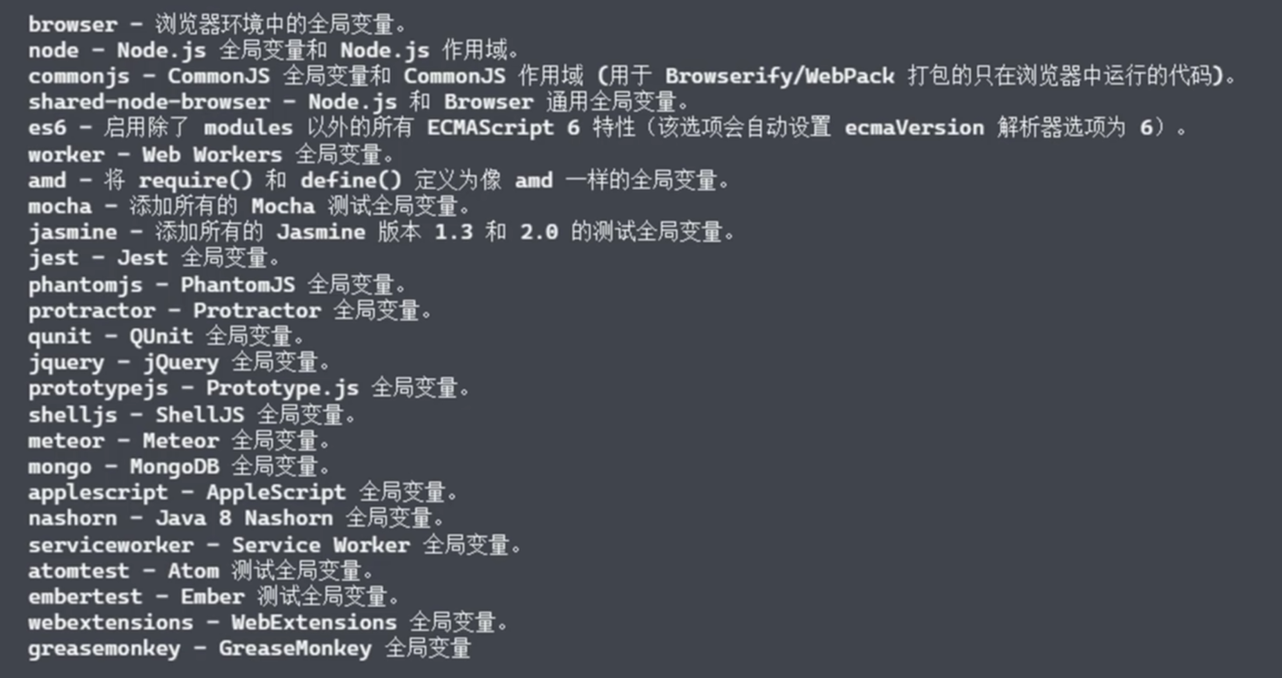 browser - 浏览器环境中的全局变量。
node - Node.js 全局变量和 Node.js 作用域。
commonjs - CommonJS 全局变量和 CommonJS 作用域 (用于 Browserify/WebPack 打包的只在浏览器中运行的代码)。
shared-node-browser - Node.js 和 Browser 通用全局变量。
es6 - 启用除了 modules 以外的所有 ECMAScript 6 特性（该选项会自动设置 ecmaVersion 解析器选项为 6）。
worker - Web Workers 全局变量。
amd - 将 require() 和 define() 定义为像 amd 一样的全局变量。
mocha - 添加所有的 Mocha 测试全局变量。
jasmine - 添加所有的 Jasmine 版本 1.3 和 2.0 的测试全局变量。
jest - Jest 全局变量。
phantomjs - PhantomJS 全局变量。
protractor - Protractor 全局变量。
qunit - QUnit 全局变量。
jquery - jQuery 全局变量。
prototypejs - Prototype.js 全局变量。
shelljs - ShellJS 全局变量。
meteor - Meteor 全局变量。
mongo - MongoDB 全局变量。
applescript - AppleScript 全局变量。
nashorn - Java 8 Nashorn 全局变量。
serviceworker - Service Worker 全局变量。
atomtest - Atom 测试全局变量。
embertest - Ember 测试全局变量。
webextensions - WebExtensions 全局变量。
greasemonkey - GreaseMonkey 全局变量